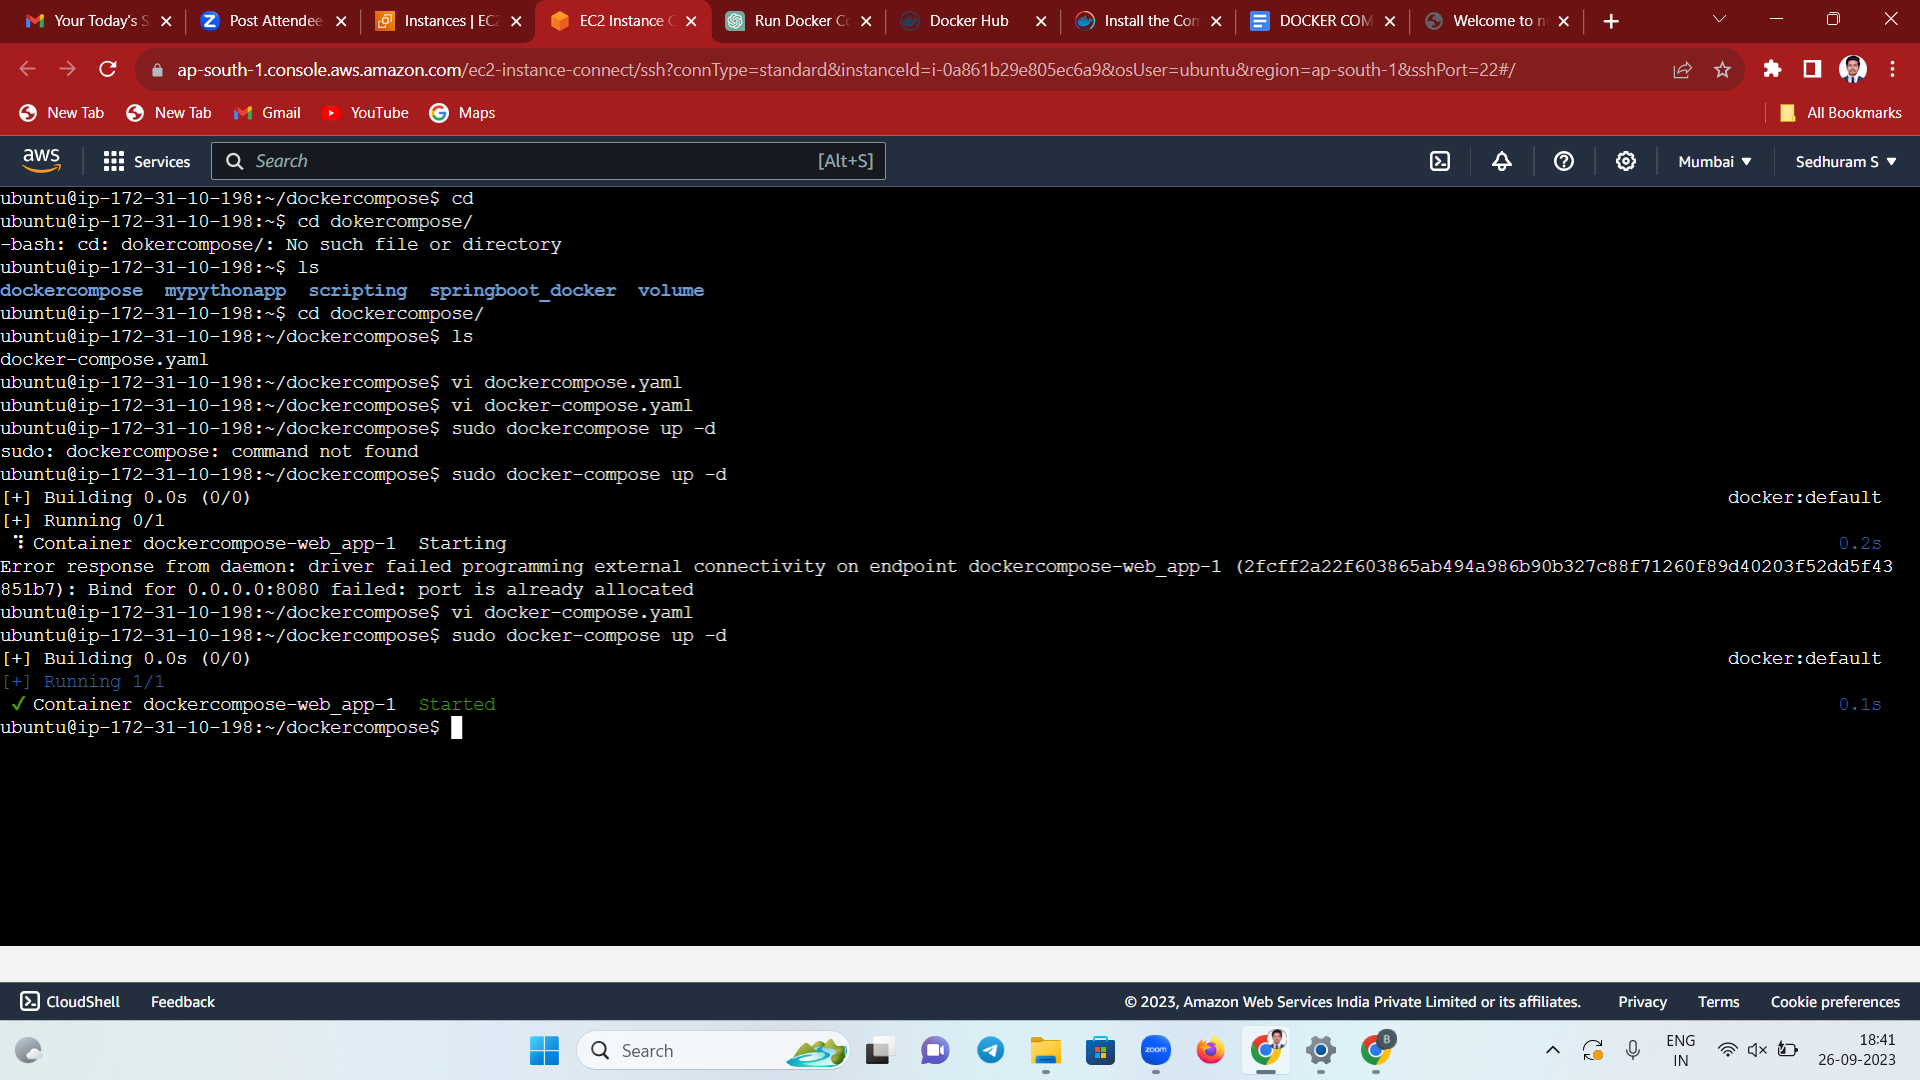 Your Today's S
Post Attendee
Instances | EC2
EC2 Instance C
Run Docker Co
Docker Hub
Install the Com
DOCKER COM
Welcome to n
ap-south-1.console.aws.amazon.com/ec2-instance-connect/ssh?connType=standard&instanceId=i-0a861b29e805ec6a9&osUser=ubuntu&region=ap-south-1&sshPort=22#/
New Tab
New Tab
Gmail
YouTube
Maps
All Bookmarks
aws
Services
Search
[Alt+S]
Mumbai
Sedhuram S
ubuntu@ip-172-31-10-198:~/dockercompose$ cd
ubuntu@ip-172-31-10-198:~$ cd dokercompose/
-bash: cd: dokercompose/: No such file or directory
ubuntu@ip-172-31-10-198:~$ ls
dockercompose  mypythonapp  scripting  springboot_docker  volume
ubuntu@ip-172-31-10-198:~$ cd dockercompose/
ubuntu@ip-172-31-10-198:~/dockercompose$ ls
docker-compose.yaml
ubuntu@ip-172-31-10-198:~/dockercompose$ vi dockercompose.yaml
ubuntu@ip-172-31-10-198:~/dockercompose$ vi docker-compose.yaml
ubuntu@ip-172-31-10-198:~/dockercompose$ sudo dockercompose up -d
sudo: dockercompose: command not found
ubuntu@ip-172-31-10-198:~/dockercompose$ sudo docker-compose up -d
[+] Building 0.0s (0/0) docker:default
[+] Running 0/1
⠹ Container dockercompose-web_app-1  Starting 0.2s
Error response from daemon: driver failed programming external connectivity on endpoint dockercompose-web_app-1 (2fcff2a22f603865ab494a986b90b327c88f71260f89d40203f52dd5f43
851b7): Bind for 0.0.0.0:8080 failed: port is already allocated
ubuntu@ip-172-31-10-198:~/dockercompose$ vi docker-compose.yaml
ubuntu@ip-172-31-10-198:~/dockercompose$ sudo docker-compose up -d
[+] Building 0.0s (0/0) docker:default
[+] Running 1/1
✓ Container dockercompose-web_app-1  Started 0.1s
ubuntu@ip-172-31-10-198:~/dockercompose$
CloudShell
Feedback
© 2023, Amazon Web Services India Private Limited or its affiliates.
Privacy
Terms
Cookie preferences
Search
zoom
B
ENG
IN
18:41
26-09-2023